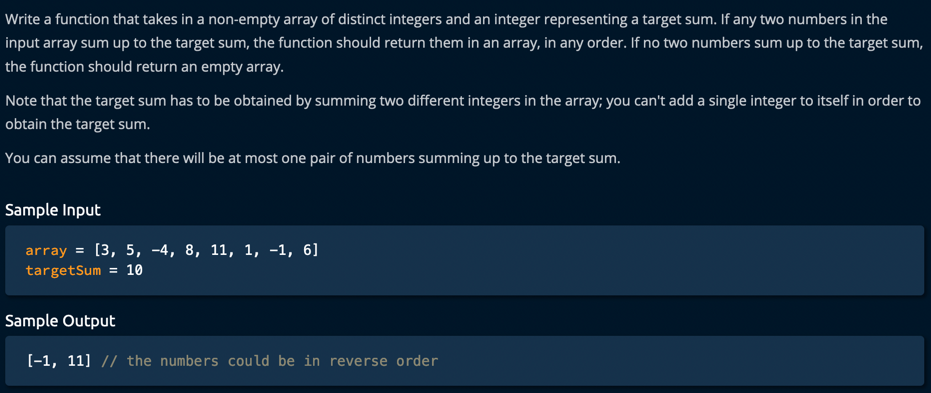 Write a function that takes in a non-empty array of distinct integers and an integer representing a target sum. If any two numbers in the
input array sum up to the target sum, the function should return them in an array, in any order. If no two numbers sum up to the target sum,
the function should return an empty array.
Note that the target sum has to be obtained by summing two different integers in the array; you can't add a single integer to itself in order to
obtain the target sum.
You can assume that there will be at most one pair of numbers summing up to the target sum.
Sample Input
array = [3, 5, -4, 8, 11, 1, -1, 6]
targetSum = 10
Sample Output
[-1, 11] // the numbers could be in reverse order